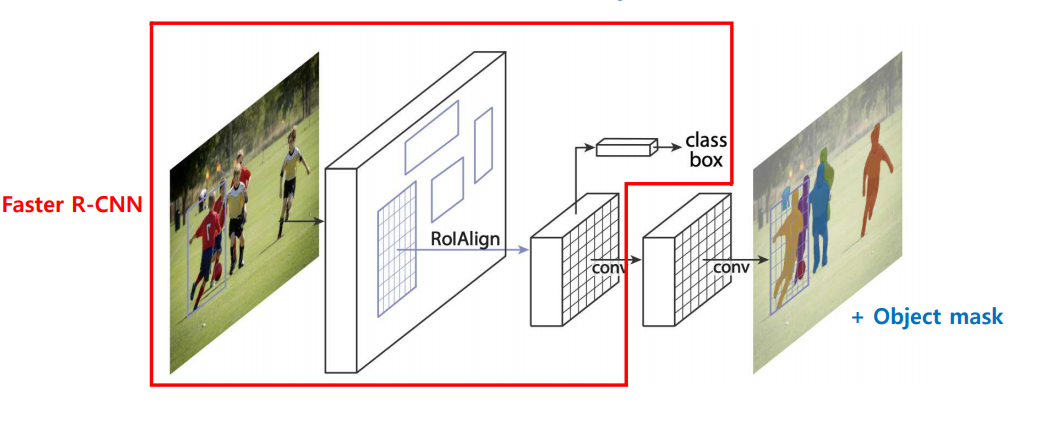 Faster R-CNN
RoIAlign
class
box
conv
conv
+ Object mask